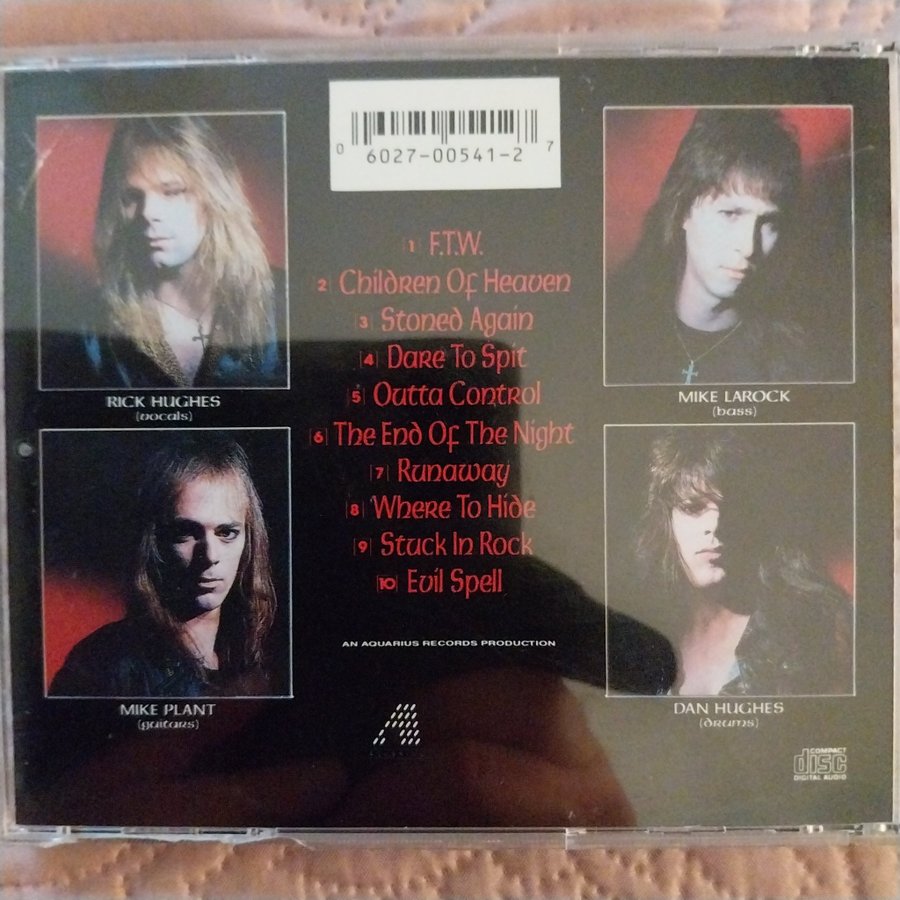 0 6027-00541-2 7
1 F.T.W.
2 Children Of Heaven
3 Stoned Again
4 Dare To Spit
5 Outta Control
6 The End Of The Night
7 Runaway
8 Where To Hide
9 Stuck In Rock
10 Evil Spell
RICK HUGHES
(vocals)
MIKE LAROCK
(bass)
MIKE PLANT
(guitars)
DAN HUGHES
(drums)
AN AQUARIUS RECORDS PRODUCTION
A
COMPACT
disc
DIGITAL AUDIO